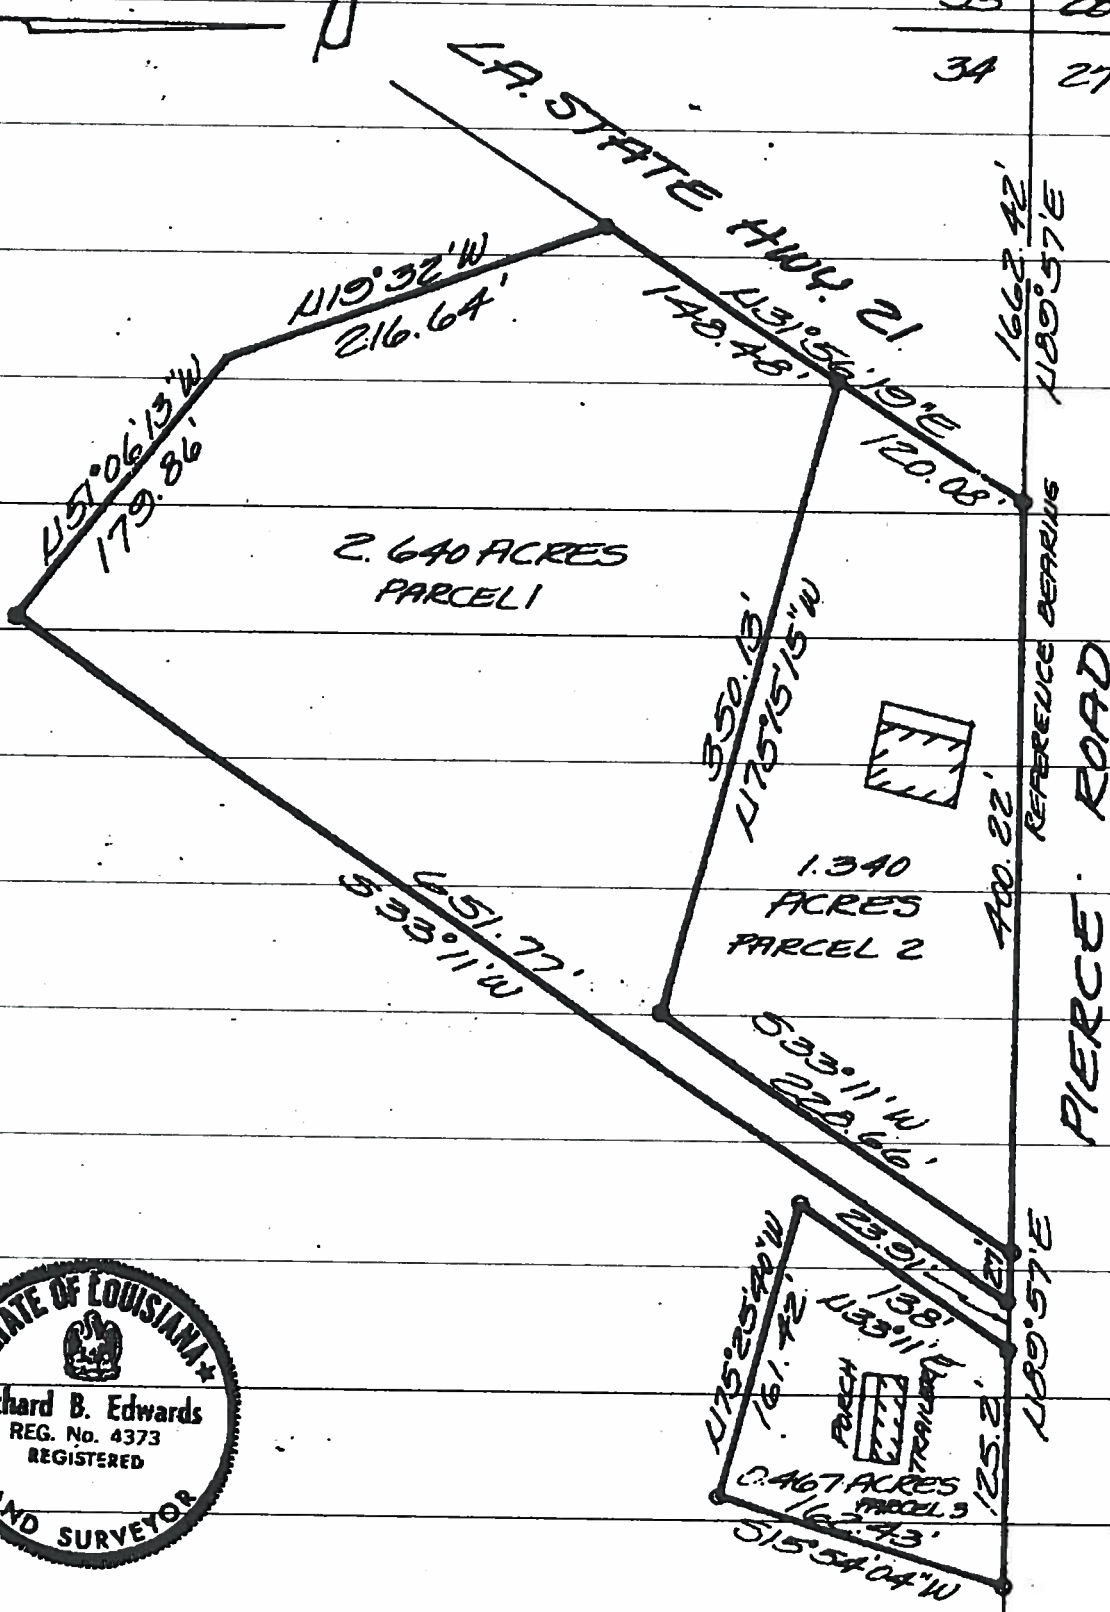 34 27
LA. STATE HWY. 21
1662.42'
N89°57'E
N19°32'W
216.64'
N31°56'19"E
148.48'
120.08'
N51°06'13"W
179.86'
2.640 ACRES
PARCEL 1
350.13'
N75°15'15"W
REFERENCE BEARING
400.22'
PIERCE ROAD
1.340
ACRES
PARCEL 2
651.77'
S33°11'W
S33°11'W
228.66'
23.91'
27'
138'
N33°11'E
N89°57'E
N75°25'40"W
161.42'
PORCH
TRAILER
125.2'
0.467 ACRES
PARCEL 3
162.43'
S15°54'04"W
STATE OF LOUISIANA
Richard B. Edwards
REG. No. 4373
REGISTERED
LAND SURVEYOR